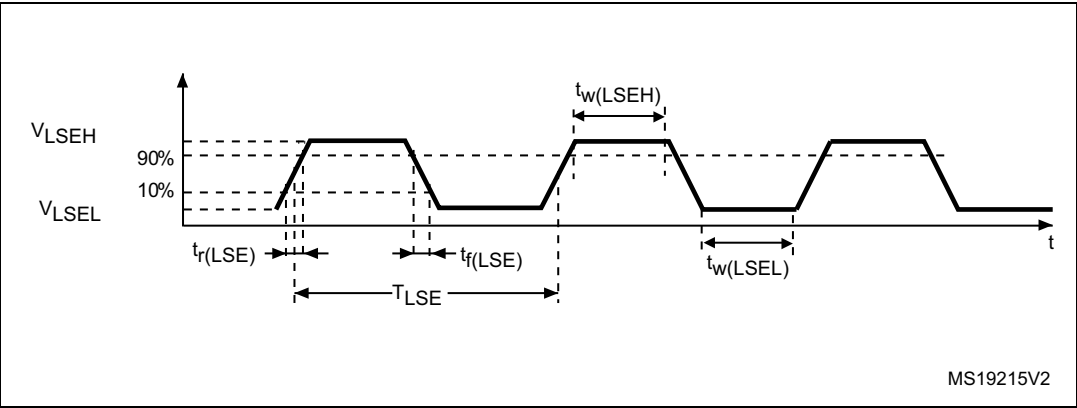 tw(LSEH)
VLSEH
90%
10%
VLSEL
tr(LSE)
tf(LSE)
tw(LSEL)
t
TLSE
MS19215V2